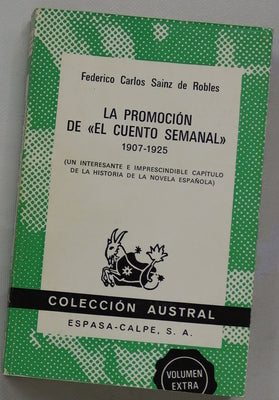 Federico Carlos Sainz de Robles
LA PROMOCIÓN
DE «EL CUENTO SEMANAL»
1907-1925
(UN INTERESANTE E IMPRESCINDIBLE CAPÍTULO
DE LA HISTORIA DE LA NOVELA ESPAÑOLA)
COLECCIÓN AUSTRAL
ESPASA-CALPE, S. A.
VOLUMEN
EXTRA